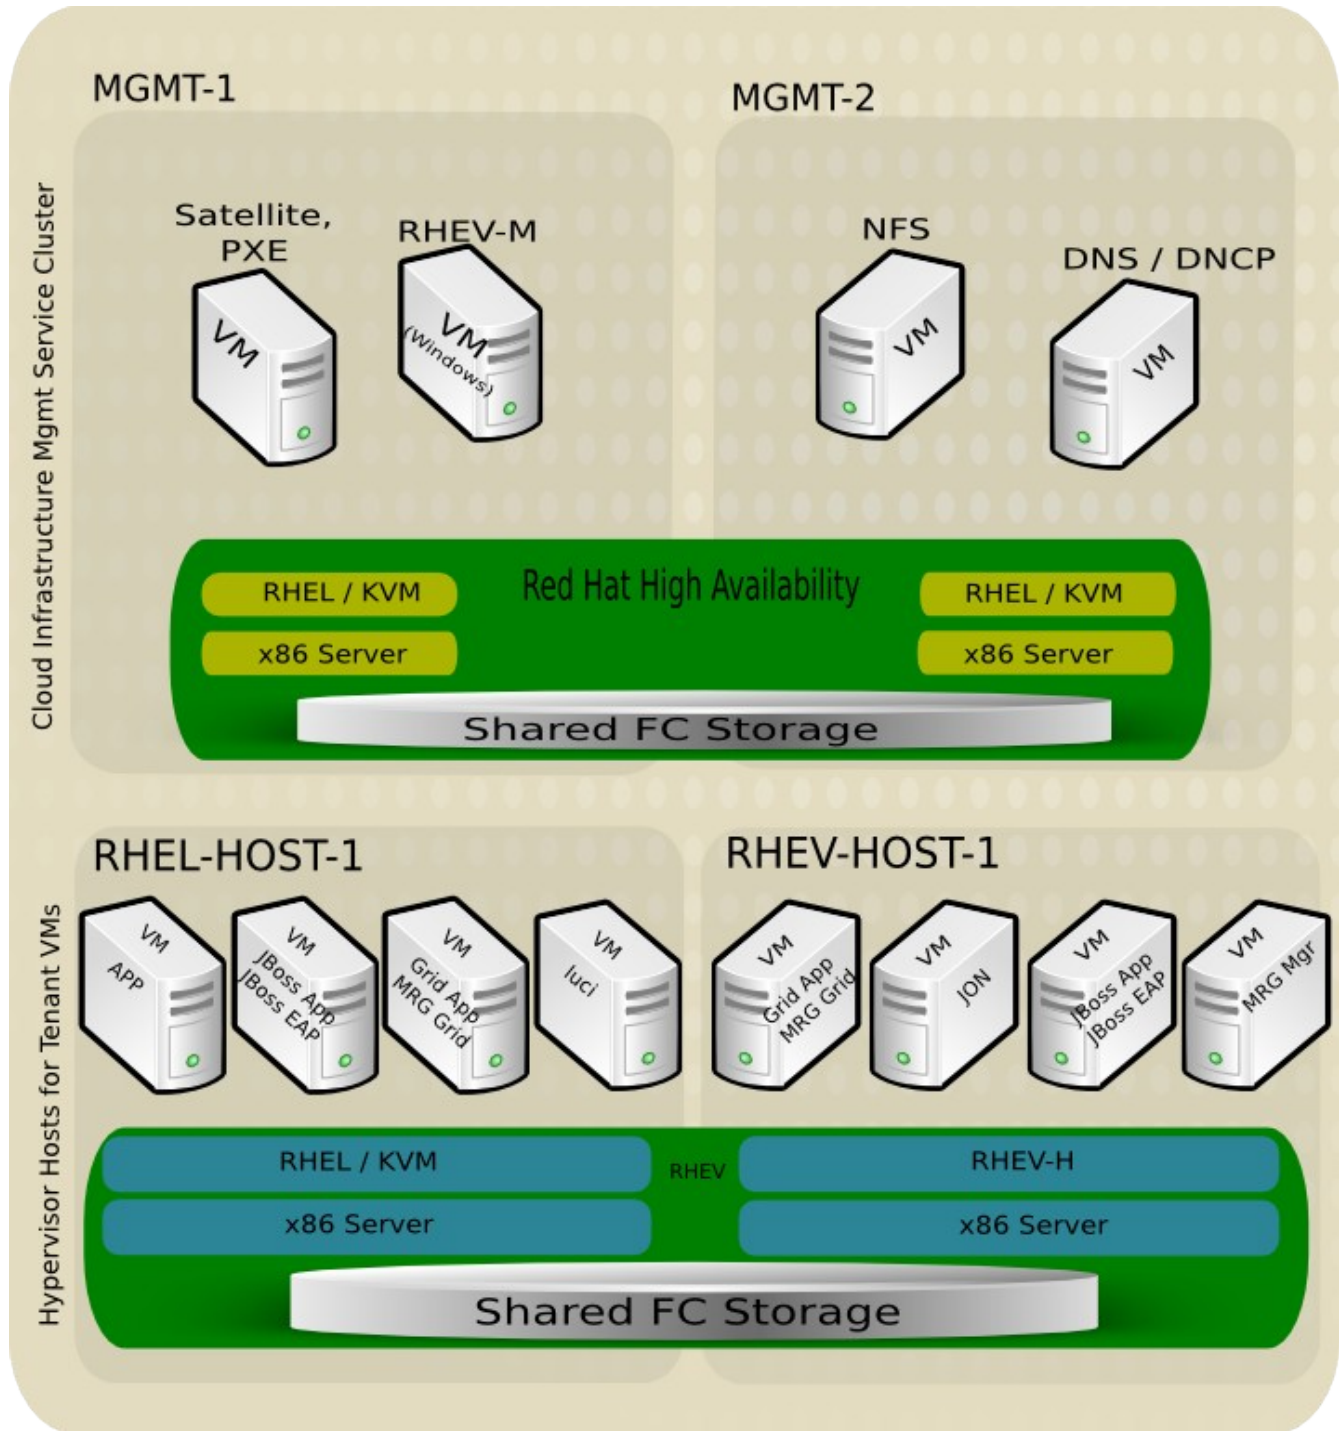 MGMT-1
MGMT-2
Cloud Infrastructure Mgmt Service Cluster
Satellite,
PXE
RHEV-M
NFS
DNS / DNCP
VM
VM
(Windows)
VM
VM
Red Hat High Availability
RHEL / KVM
x86 Server
RHEL / KVM
x86 Server
Shared FC Storage
Hypervisor Hosts for Tenant VMs
RHEL-HOST-1
RHEV-HOST-1
VM
APP
VM
JBoss App
JBoss EAP
VM
Grid App
MRG Grid
VM
luci
VM
Grid App
MRG Grid
VM
JON
VM
JBoss App
JBoss EAP
VM
MRG Mgr
RHEL / KVM
x86 Server
RHEV
RHEV-H
x86 Server
Shared FC Storage